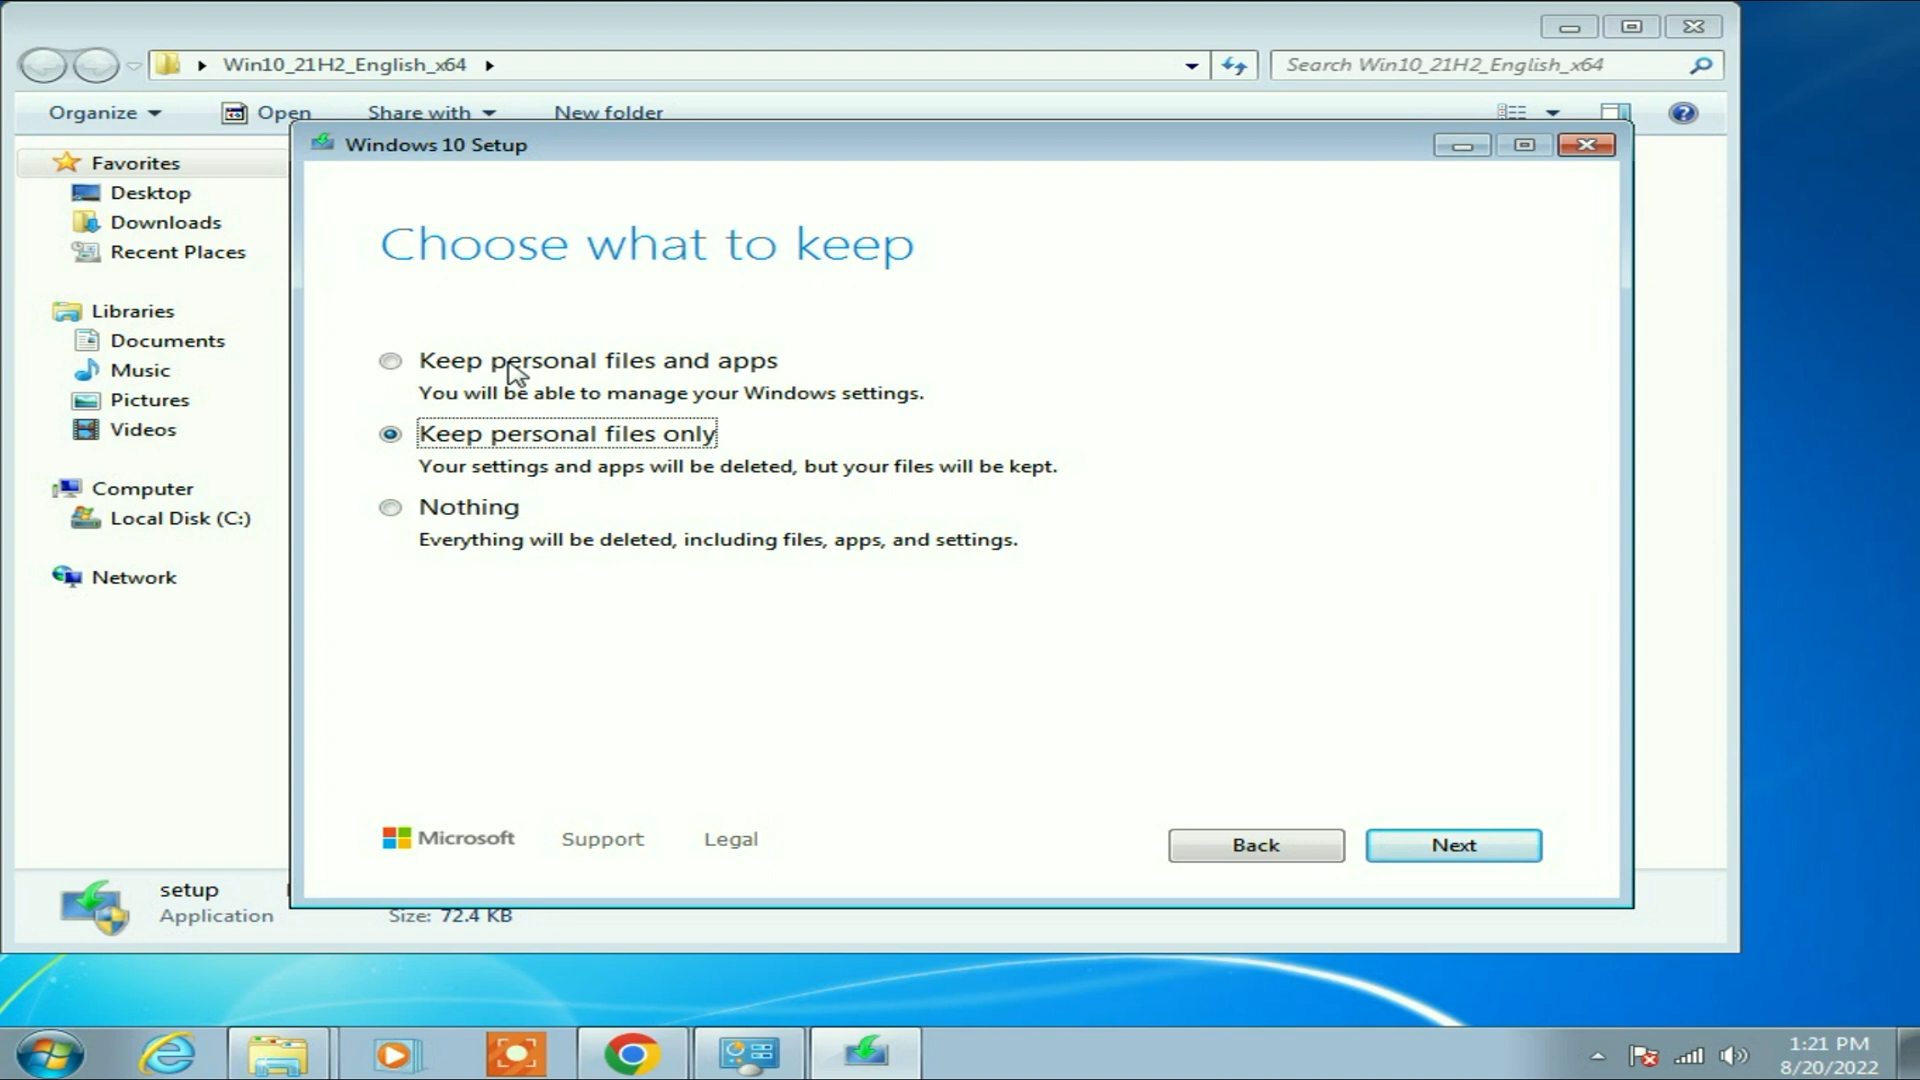 Win10_21H2_English_x64
Search Win10_21H2_English_x64
Organize
Open
Share with
New folder
Windows 10 Setup
Favorites
Desktop
Downloads
Recent Places
Libraries
Documents
Music
Pictures
Videos
Computer
Local Disk (C:)
Network
Choose what to keep
Keep personal files and apps
You will be able to manage your Windows settings.
Keep personal files only
Your settings and apps will be deleted, but your files will be kept.
Nothing
Everything will be deleted, including files, apps, and settings.
Microsoft
Support
Legal
Back
Next
setup
Application
Size: 72.4 KB
1:21 PM
8/20/2022